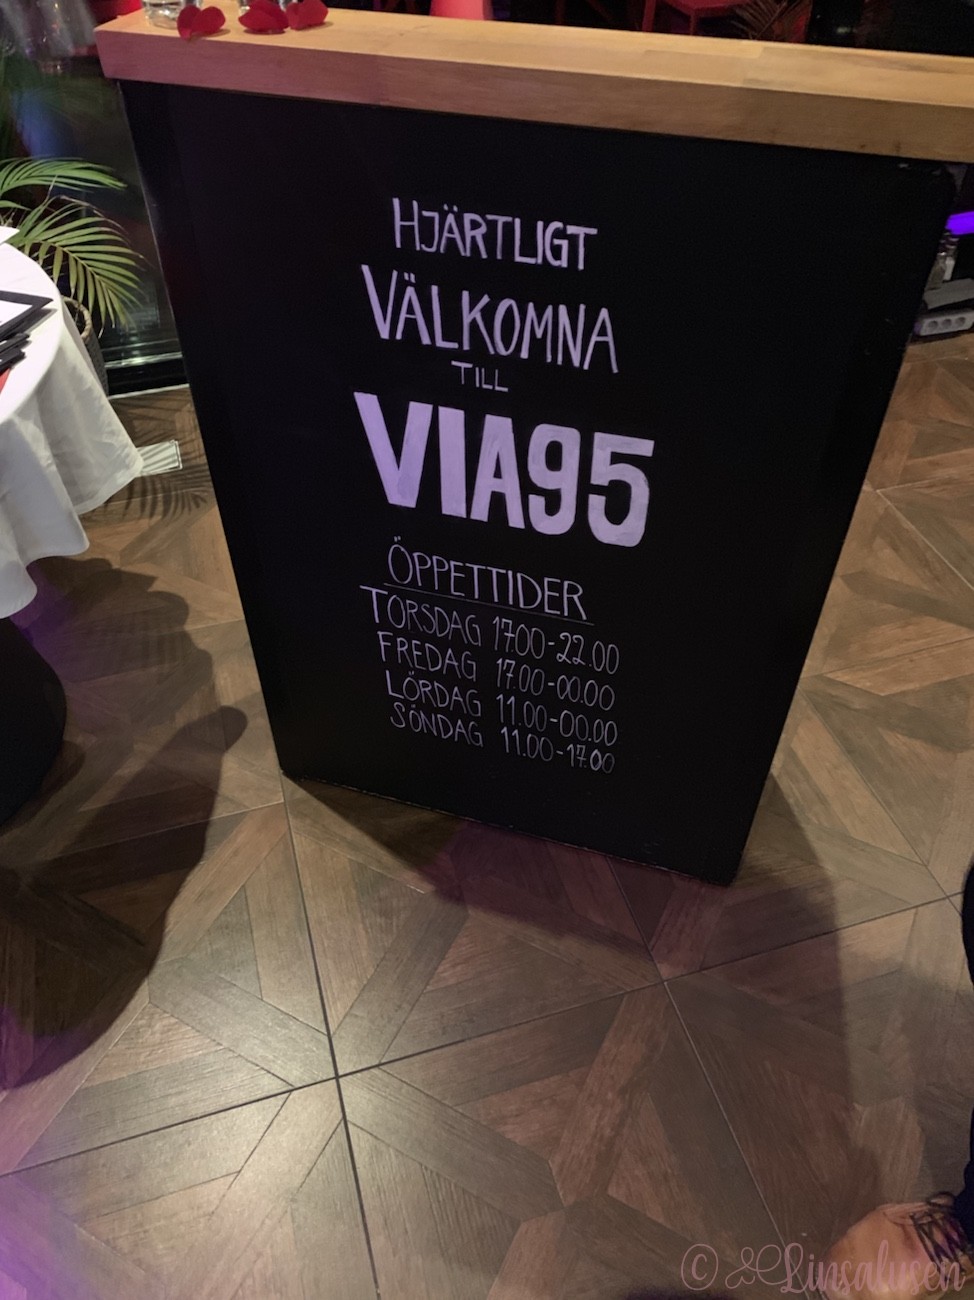 HJÄRTLIGT
VÄLKOMNA
TILL
VIA95
ÖPPETTIDER
TORSDAG 17.00-22.00
FREDAG 17.00-00.00
LÖRDAG 11.00-00.00
SÖNDAG 11.00-17.00
© Linsalusen